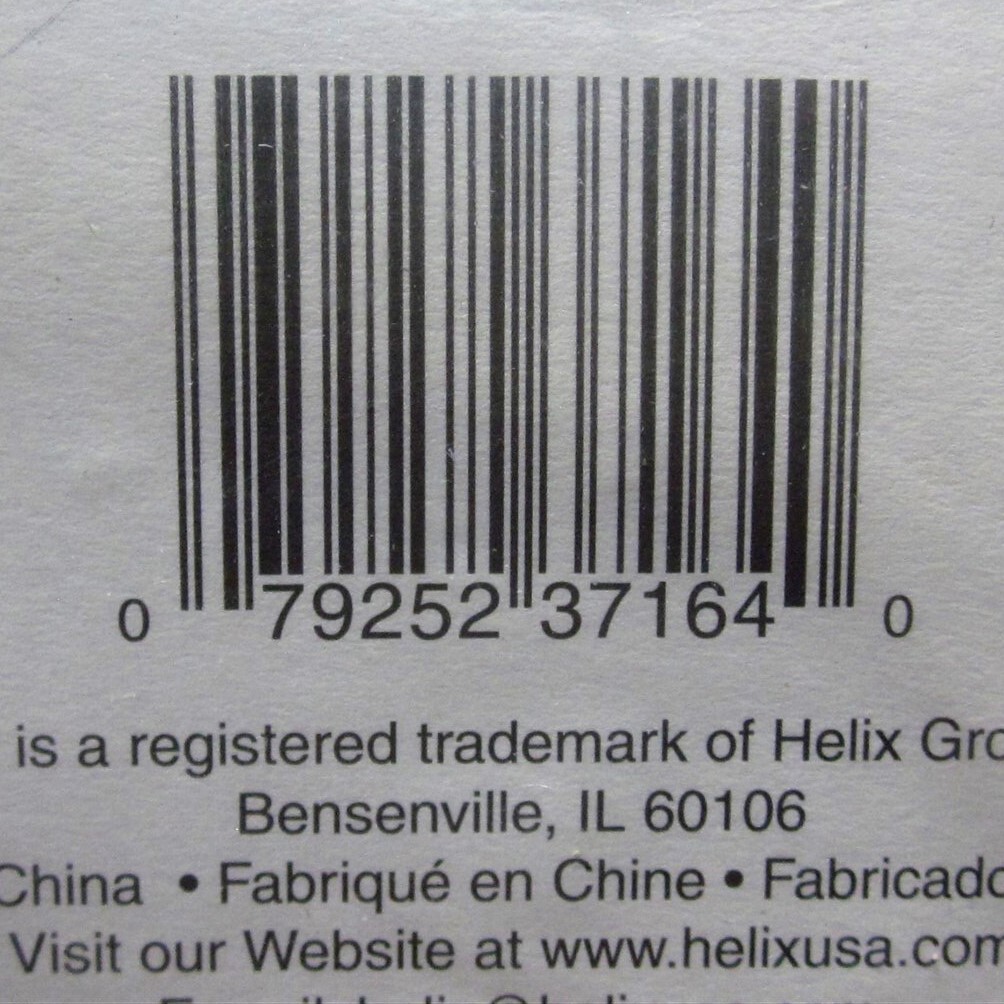 0 79252 37164 0
is a registered trademark of Helix Gro
Bensenville, IL 60106
China • Fabriqué en Chine • Fabricado
Visit our Website at www.helixusa.com